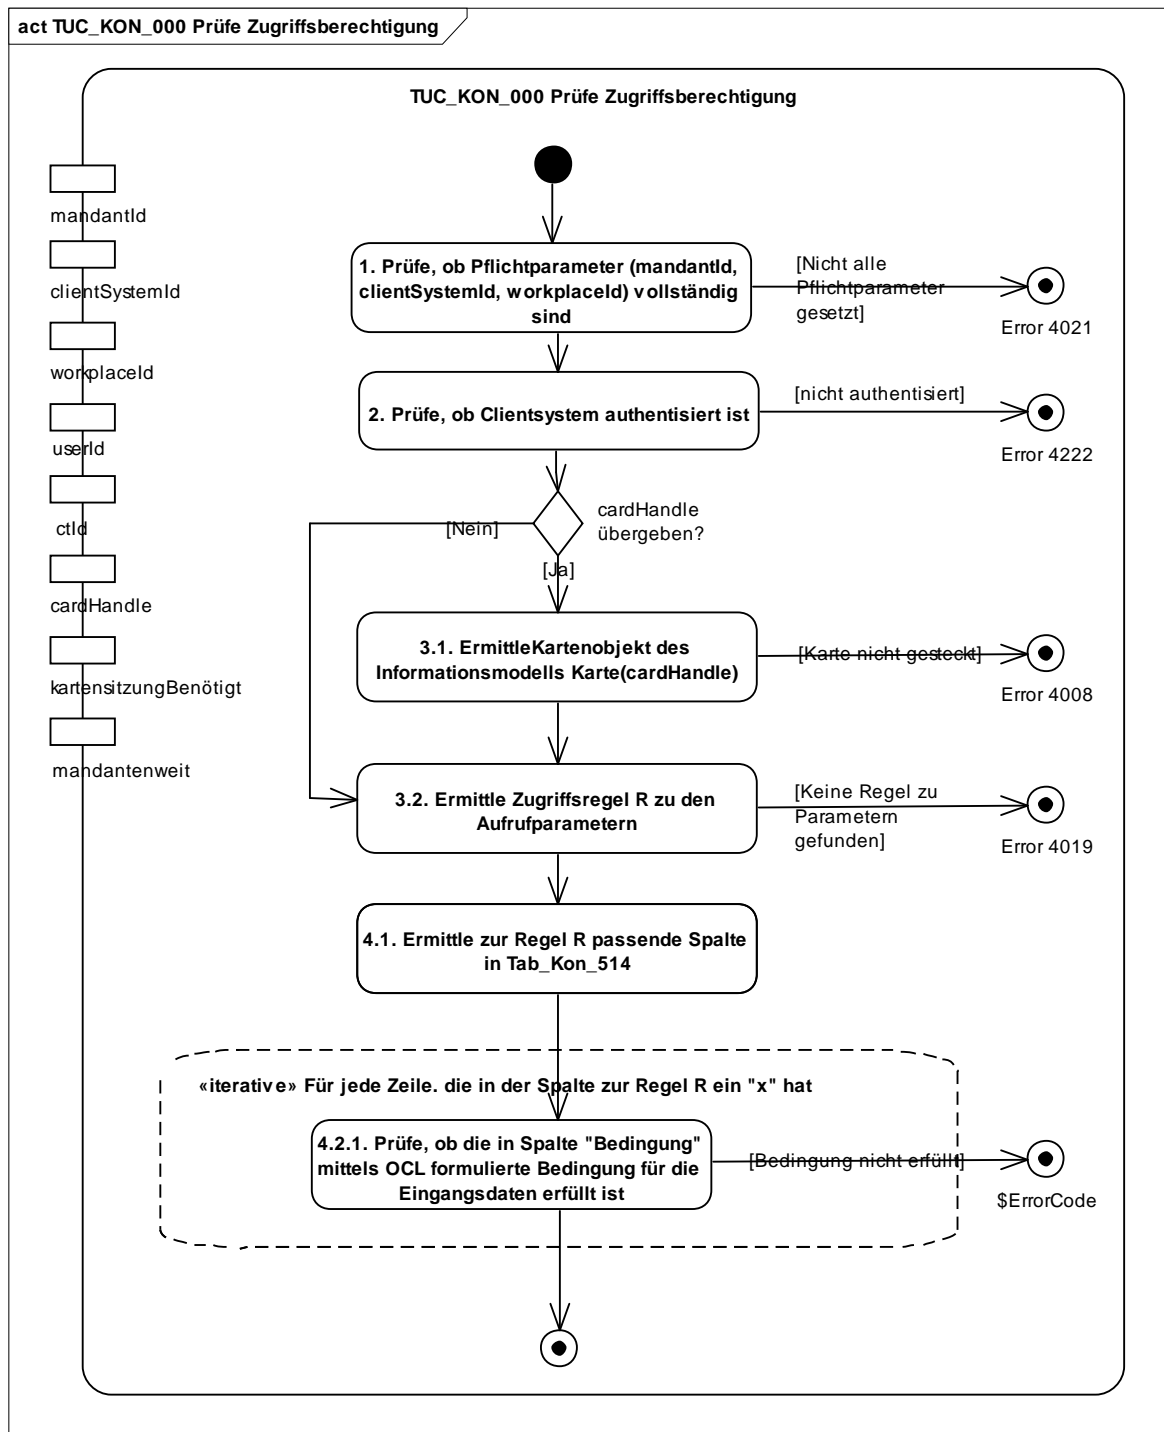 act TUC_KON_000 Prüfe Zugriffsberechtigung
TUC_KON_000 Prüfe Zugriffsberechtigung
mandantId
clientSystemId
workplaceId
userId
ctId
cardHandle
kartensitzungBenötigt
mandantenweit
1. Prüfe, ob Pflichtparameter (mandantId,
clientSystemId, workplaceId) vollständig
sind
[Nicht alle
Pflichtparameter
gesetzt]
Error 4021
2. Prüfe, ob Clientsystem authentisiert ist
[nicht authentisiert]
Error 4222
cardHandle
übergeben?
[Nein]
[Ja]
3.1. ErmittleKartenobjekt des
Informationsmodells Karte(cardHandle)
[Karte nicht gesteckt]
Error 4008
3.2. Ermittle Zugriffsregel R zu den
Aufrufparametern
[Keine Regel zu
Parametern
gefunden]
Error 4019
4.1. Ermittle zur Regel R passende Spalte
in Tab_Kon_514
«iterative» Für jede Zeile. die in der Spalte zur Regel R ein "x" hat
4.2.1. Prüfe, ob die in Spalte "Bedingung"
mittels OCL formulierte Bedingung für die
Eingangsdaten erfüllt ist
[Bedingung nicht erfüllt]
$ErrorCode